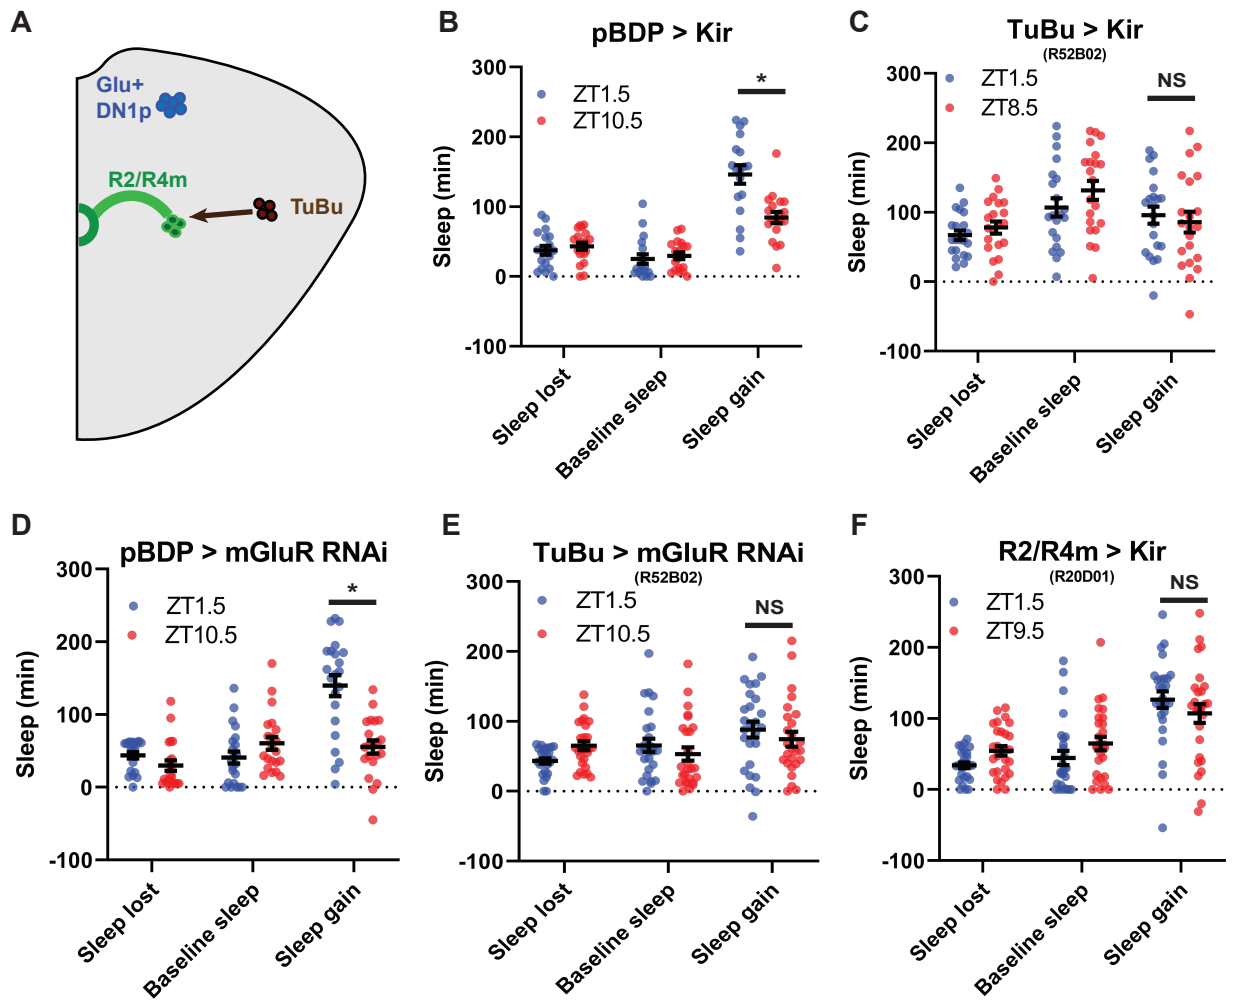 A
Glu+
DN1p
R2/R4m
TuBu
B
pBDP > Kir
ZT1.5
ZT10.5
*
300
200
100
0
-100
Sleep (min)
Sleep lost
Baseline sleep
Sleep gain
C
TuBu > Kir
(R52B02)
ZT1.5
ZT8.5
NS
300
200
100
0
-100
Sleep (min)
Sleep lost
Baseline sleep
Sleep gain
D
pBDP > mGluR RNAi
ZT1.5
ZT10.5
*
300
200
100
0
-100
Sleep (min)
Sleep lost
Baseline sleep
Sleep gain
E
TuBu > mGluR RNAi
(R52B02)
ZT1.5
ZT10.5
NS
300
200
100
0
-100
Sleep (min)
Sleep lost
Baseline sleep
Sleep gain
F
R2/R4m > Kir
(R20D01)
ZT1.5
ZT9.5
NS
300
200
100
0
-100
Sleep (min)
Sleep lost
Baseline sleep
Sleep gain